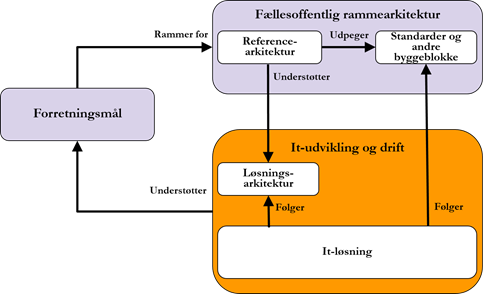 Fællesoffentlig rammearkitektur
Rammer for
Reference-
arkitektur
Udpeger
Standarder og
andre
byggeblokke
Understøtter
Forretningsmål
It-udvikling og drift
Løsnings-
arkitektur
Understøtter
Følger
Følger
It-løsning